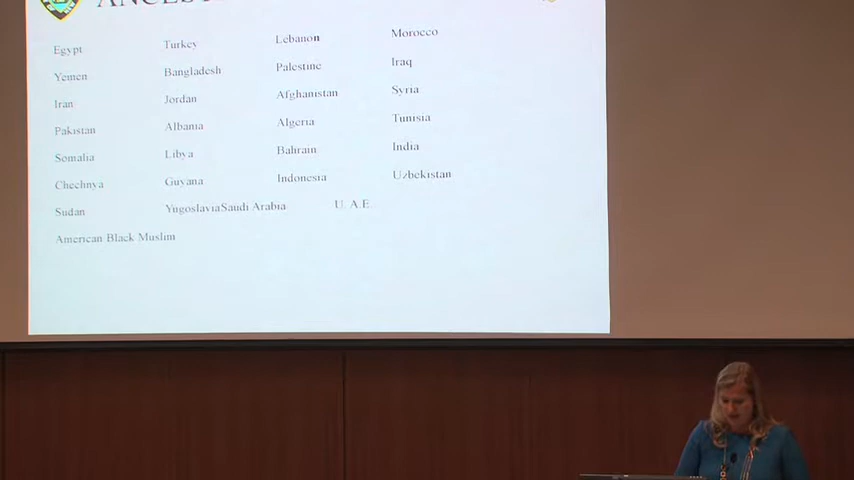 Egypt Turkey Lebanon Morocco
Yemen Bangladesh Palestine Iraq
Iran Jordan Afghanistan Syria
Pakistan Albania Algeria Tunisia
Somalia Libya Bahrain India
Chechnya Guyana Indonesia Uzbekistan
Sudan YugoslaviaSaudi Arabia U. A.E.
American Black Muslim